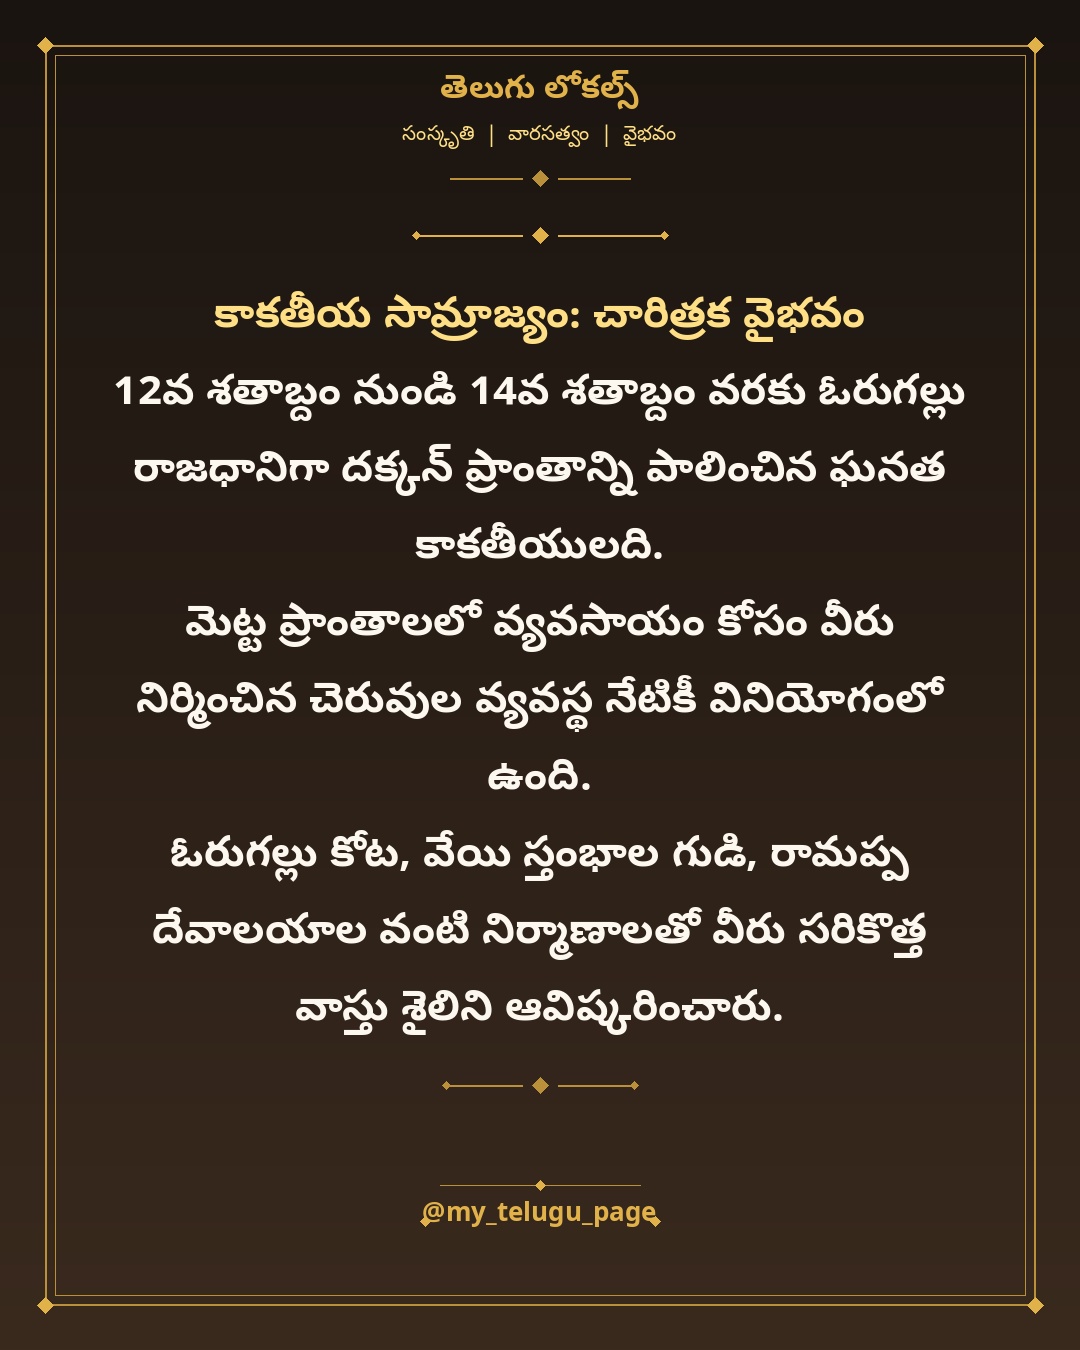 తెలుగు లోకల్స్
సంస్కృతి | వారసత్వం | వైభవం
కాకతీయ సామ్రాజ్యం: చారిత్రక వైభవం
12వ శతాబ్దం నుండి 14వ శతాబ్దం వరకు ఓరుగల్లు
రాజధానిగా దక్కన్ ప్రాంతాన్ని పాలించిన ఘనత
కాకతీయులది.
మెట్ట ప్రాంతాలలో వ్యవసాయం కోసం వీరు
నిర్మించిన చెరువుల వ్యవస్థ నేటికీ వినియోగంలో
ఉంది.
ఓరుగల్లు కోట, వేయి స్తంభాల గుడి, రామప్ప
దేవాలయాల వంటి నిర్మాణాలతో వీరు సరికొత్త
వాస్తు శైలిని ఆవిష్కరించారు.
@my_telugu_page